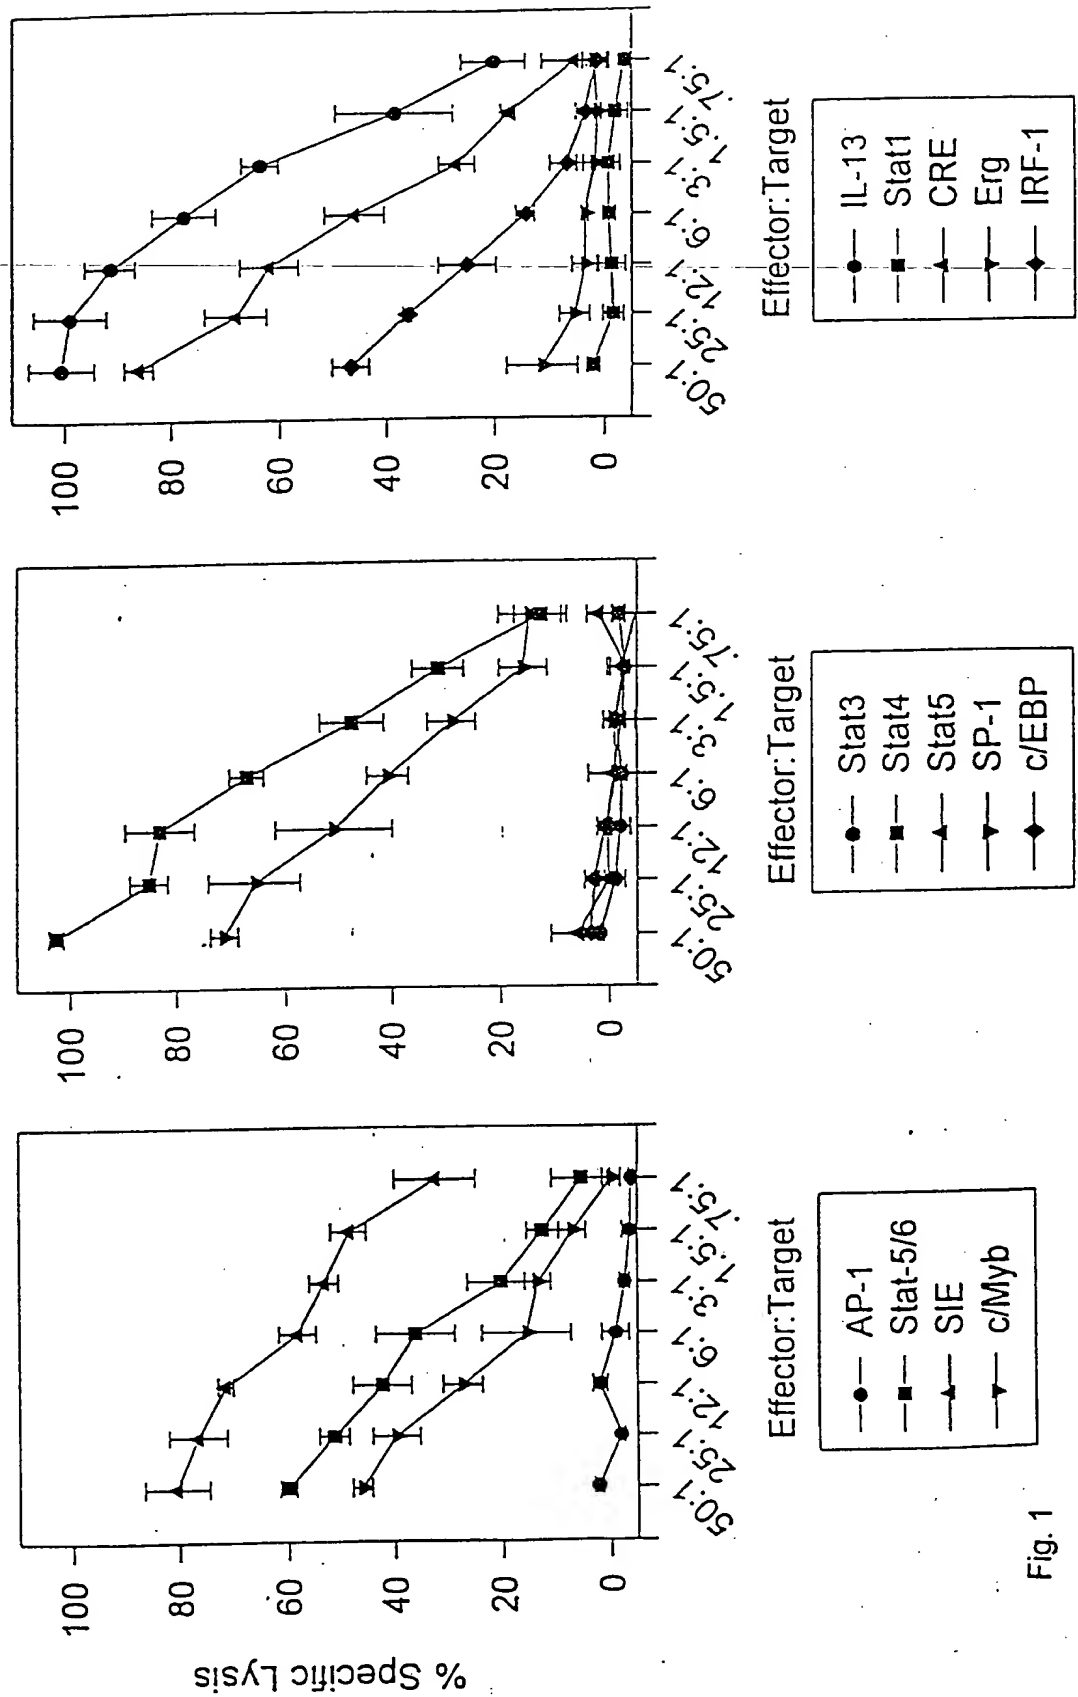 % Specific Lysis
100
80
60
40
20
0
50:1
25:1
12:1
6:1
3:1
1.5:1
.75:1
Effector:Target
AP-1
Stat-5/6
SIE
c/Myb
100
80
60
40
20
0
50:1
25:1
12:1
6:1
3:1
1.5:1
.75:1
Effector:Target
Stat3
Stat4
Stat5
SP-1
c/EBP
100
80
60
40
20
0
50:1
25:1
12:1
6:1
3:1
1.5:1
.75:1
Effector:Target
IL-13
Stat1
CRE
Erg
IRF-1
Fig. 1